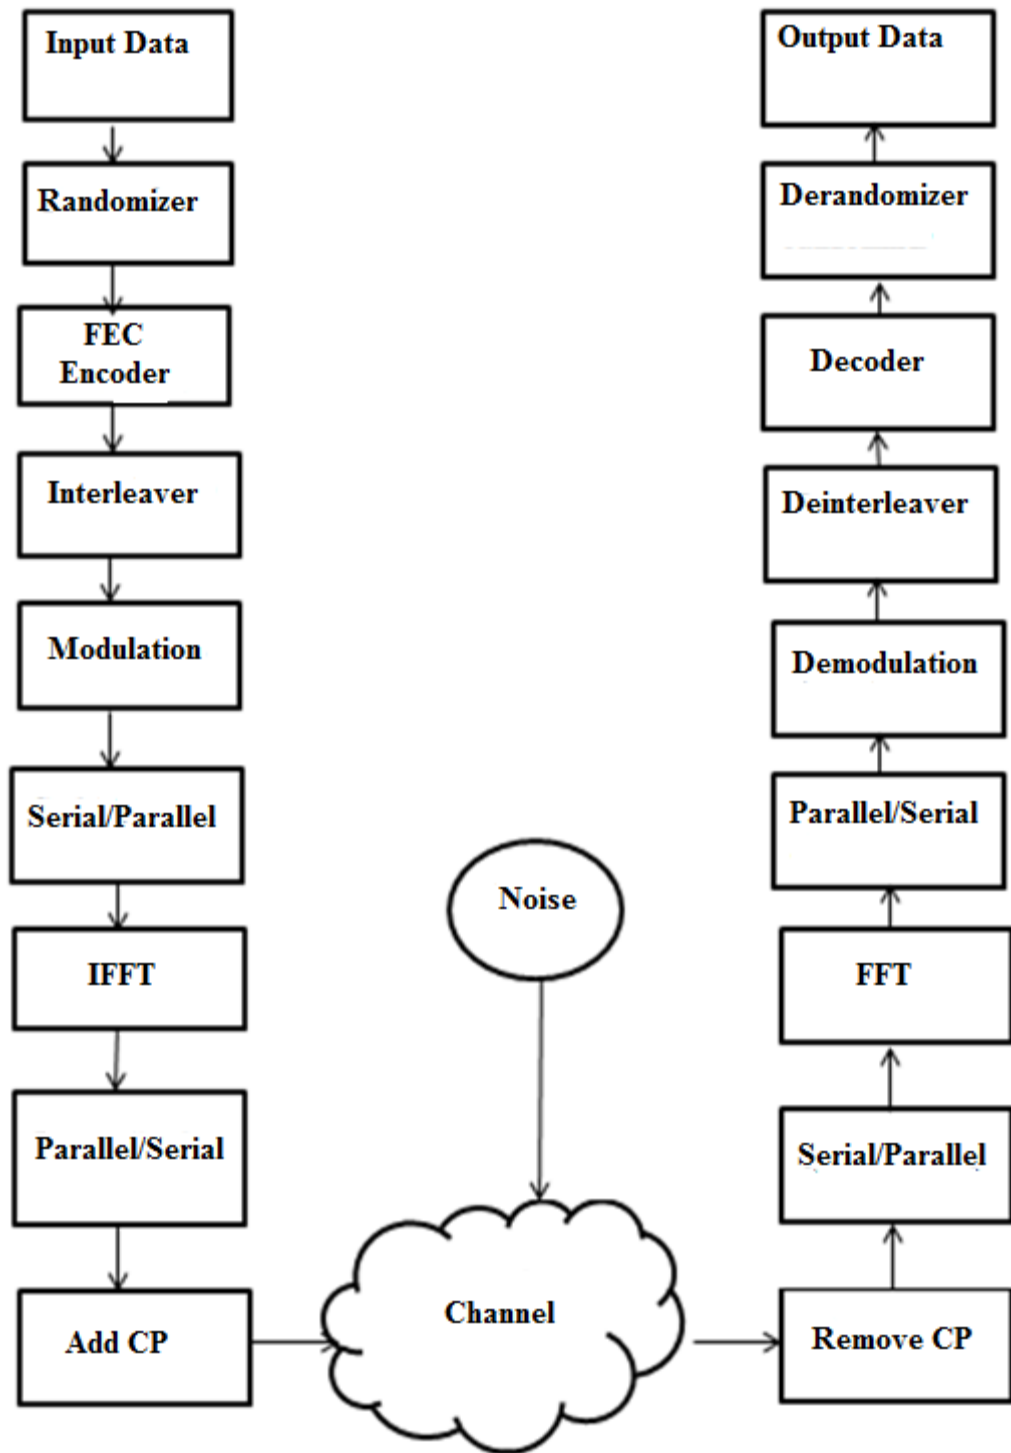 Input Data
Randomizer
FEC
Encoder
Interleaver
Modulation
Serial/Parallel
IFFT
Parallel/Serial
Add CP
Noise
Channel
Output Data
Derandomizer
Decoder
Deinterleaver
Demodulation
Parallel/Serial
FFT
Serial/Parallel
Remove CP